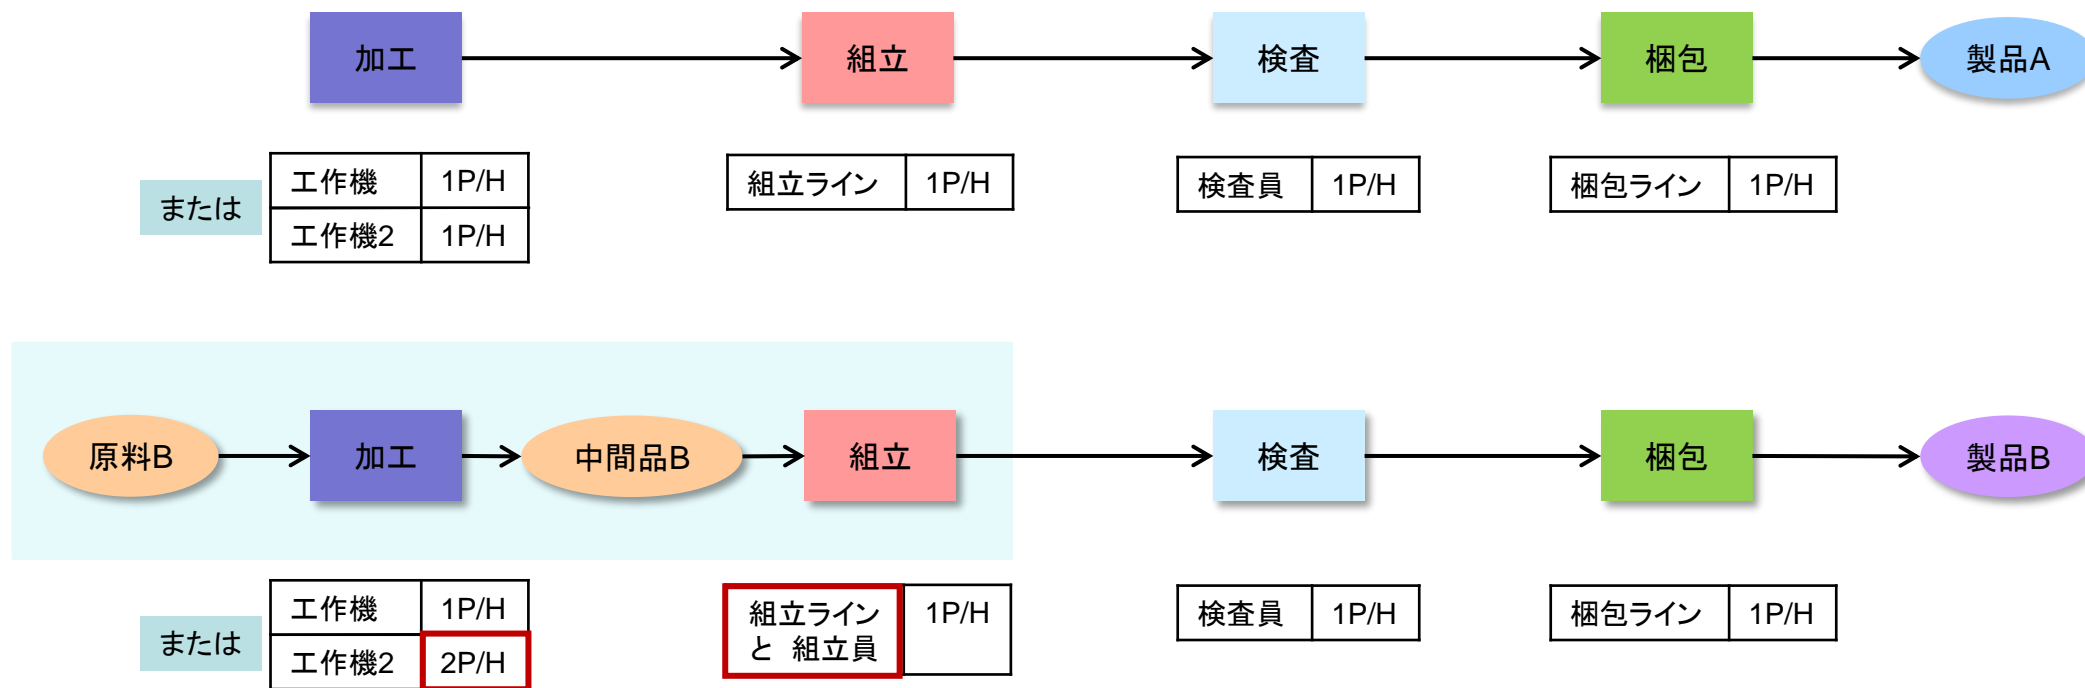 加工
組立
検査
梱包
製品A
または
工作機 1P/H
工作機2 1P/H
組立ライン 1P/H
検査員 1P/H
梱包ライン 1P/H
原料B
加工
中間品B
組立
検査
梱包
製品B
または
工作機 1P/H
工作機2 2P/H
組立ライン 1P/H
と 組立員
検査員 1P/H
梱包ライン 1P/H